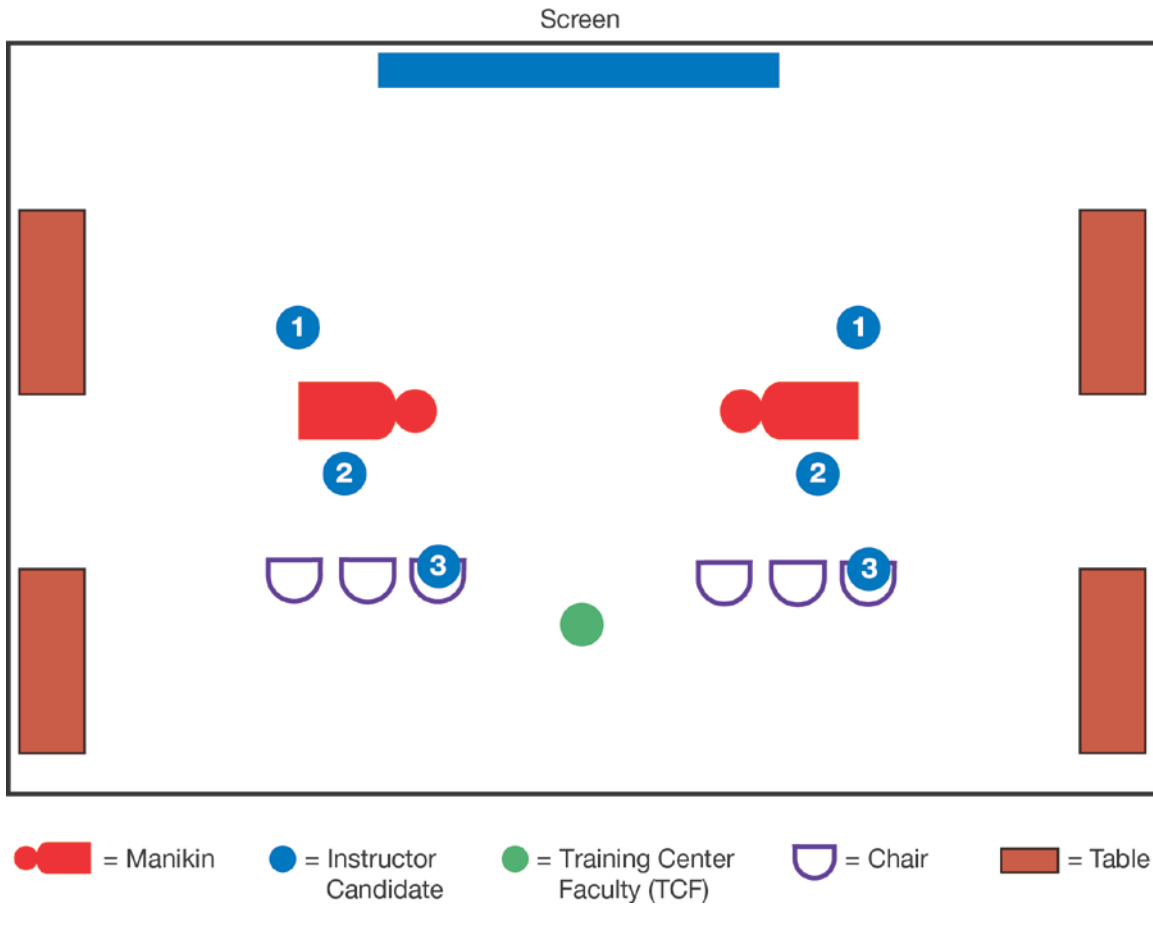 Screen
1
1
2
2
3
3
= Manikin
= Instructor
Candidate
= Training Center
Faculty (TCF)
= Chair
= Table